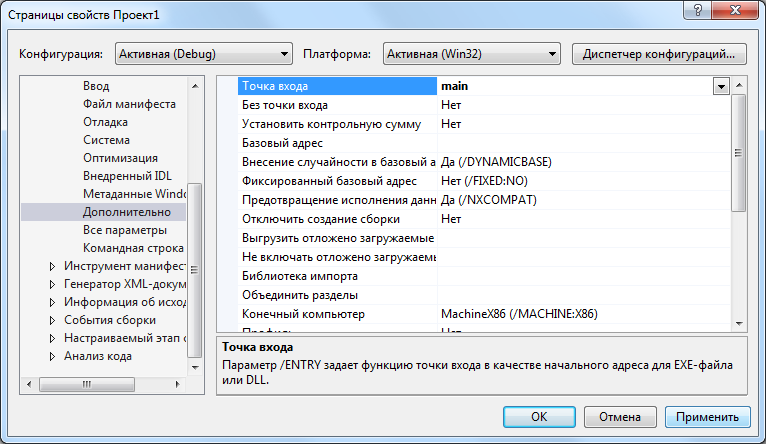 Страницы свойств Проект1
Конфигурация: Активная (Debug) Платформа: Активная (Win32) Диспетчер конфигураций...
Ввод
Файл манифеста
Отладка
Система
Оптимизация
Внедренный IDL
Метаданные Windo
Дополнительно
Все параметры
Командная строка
Инструмент манифест
Генератор XML-докум
Информация об исход
События сборки
Настраиваемый этап с
Анализ кода
Точка входа main
Без точки входа Нет
Установить контрольную сумму Нет
Базовый адрес
Внесение случайности в базовый а Да (/DYNAMICBASE)
Фиксированный базовый адрес Нет (/FIXED:NO)
Предотвращение исполнения данн Да (/NXCOMPAT)
Отключить создание сборки Нет
Выгрузить отложено загружаемые
Не включать отложено загружаемь
Библиотека импорта
Объединить разделы
Конечный компьютер MachineX86 (/MACHINE:X86)
Профиль Нет
Точка входа
Параметр /ENTRY задает функцию точки входа в качестве начального адреса для EXE-файла
или DLL.
ОК Отмена Применить